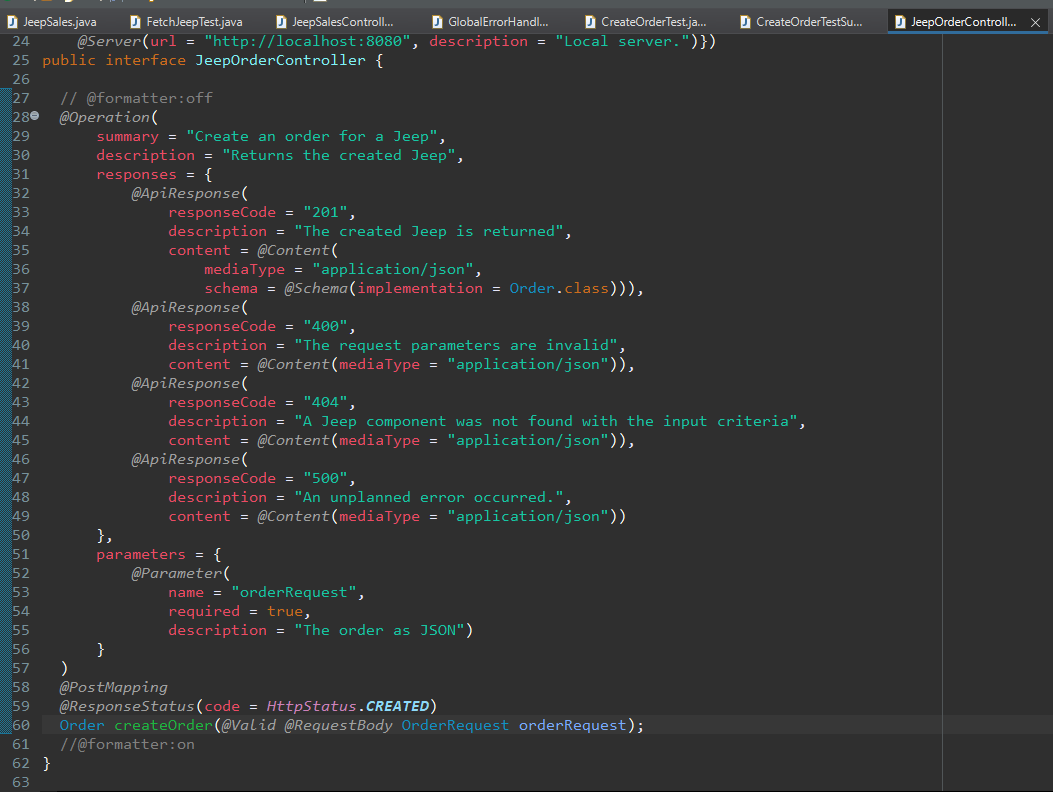 JeepSales.java FetchJeepTest.java JeepSalesControll... GlobalErrorHandl... CreateOrderTest.ja... CreateOrderTestSu... JeepOrderControll...
24     @Server(url = "http://localhost:8080", description = "Local server.")})
25 public interface JeepOrderController {
26
27   // @formatter:off
28   @Operation(
29       summary = "Create an order for a Jeep",
30       description = "Returns the created Jeep",
31       responses = {
32           @ApiResponse(
33               responseCode = "201",
34               description = "The created Jeep is returned",
35               content = @Content(
36                   mediaType = "application/json",
37                   schema = @Schema(implementation = Order.class))),
38           @ApiResponse(
39               responseCode = "400",
40               description = "The request parameters are invalid",
41               content = @Content(mediaType = "application/json")),
42           @ApiResponse(
43               responseCode = "404",
44               description = "A Jeep component was not found with the input criteria",
45               content = @Content(mediaType = "application/json")),
46           @ApiResponse(
47               responseCode = "500",
48               description = "An unplanned error occurred.",
49               content = @Content(mediaType = "application/json"))
50       },
51       parameters = {
52           @Parameter(
53               name = "orderRequest",
54               required = true,
55               description = "The order as JSON")
56       }
57   )
58   @PostMapping
59   @ResponseStatus(code = HttpStatus.CREATED)
60   Order createOrder(@Valid @RequestBody OrderRequest orderRequest);
61   //@formatter:on
62 }
63